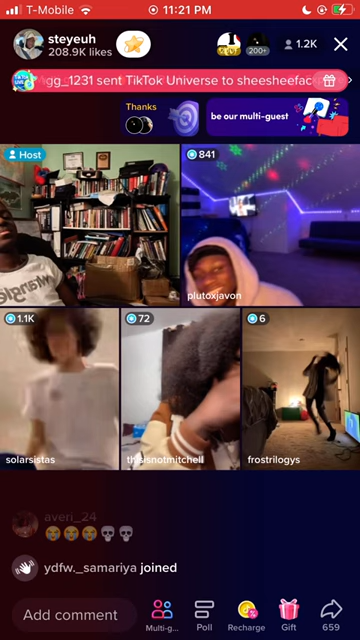 T-Mobile 11:21 PM
steyeuh
208.9K likes
200+
1.2K
gg_1231 sent TikTok Universe to sheesheefac
Thanks
be our multi-guest
Host
841
plutoxjavon
1.1K
solarsistas
72
thisisnotmitchell
6
frostrilogys
averi_24
😭😭😭💀💀
ydfw._samariya joined
Add comment
Multi-g...
Poll
Recharge
Gift
659